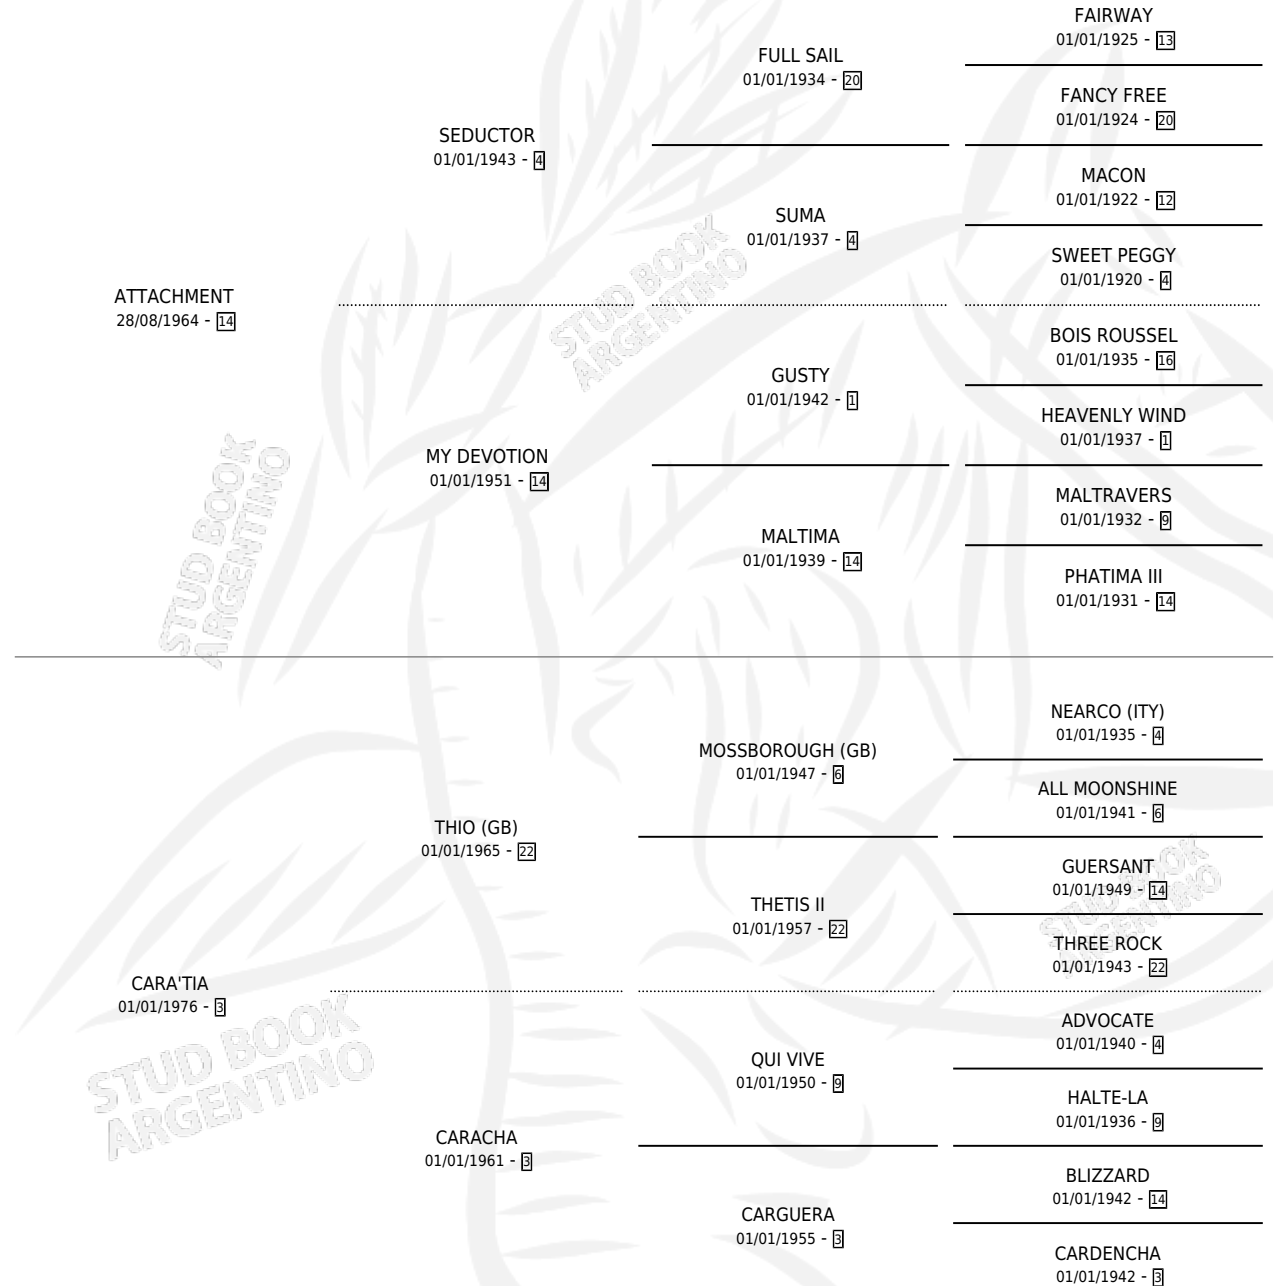 FAIRWAY
01/01/1925 - 13
FULL SAIL
01/01/1934 - 20
FANCY FREE
01/01/1924 - 20
SEDUCTOR
01/01/1943 - 4
MACON
01/01/1922 - 12
SUMA
01/01/1937 - 4
SWEET PEGGY
01/01/1920 - 4
ATTACHMENT
28/08/1964 - 14
BOIS ROUSSEL
01/01/1935 - 16
GUSTY
01/01/1942 - 1
HEAVENLY WIND
01/01/1937 - 1
MY DEVOTION
01/01/1951 - 14
MALTRAVERS
01/01/1932 - 9
MALTIMA
01/01/1939 - 14
PHATIMA III
01/01/1931 - 14
NEARCO (ITY)
01/01/1935 - 4
MOSSBOROUGH (GB)
01/01/1947 - 6
ALL MOONSHINE
01/01/1941 - 6
THIO (GB)
01/01/1965 - 22
GUERSANT
01/01/1949 - 14
THETIS II
01/01/1957 - 22
THREE ROCK
01/01/1943 - 22
CARA'TIA
01/01/1976 - 3
ADVOCATE
01/01/1940 - 4
QUI VIVE
01/01/1950 - 9
HALTE-LA
01/01/1936 - 9
CARACHA
01/01/1961 - 3
BLIZZARD
01/01/1942 - 14
CARGUERA
01/01/1955 - 3
CARDENCHA
01/01/1942 - 3
STUD BOOK
ARGENTINO
STUD BOOK
ARGENTINO
STUD BOOK
ARGENTINO
STUD BOOK
ARGENTINO